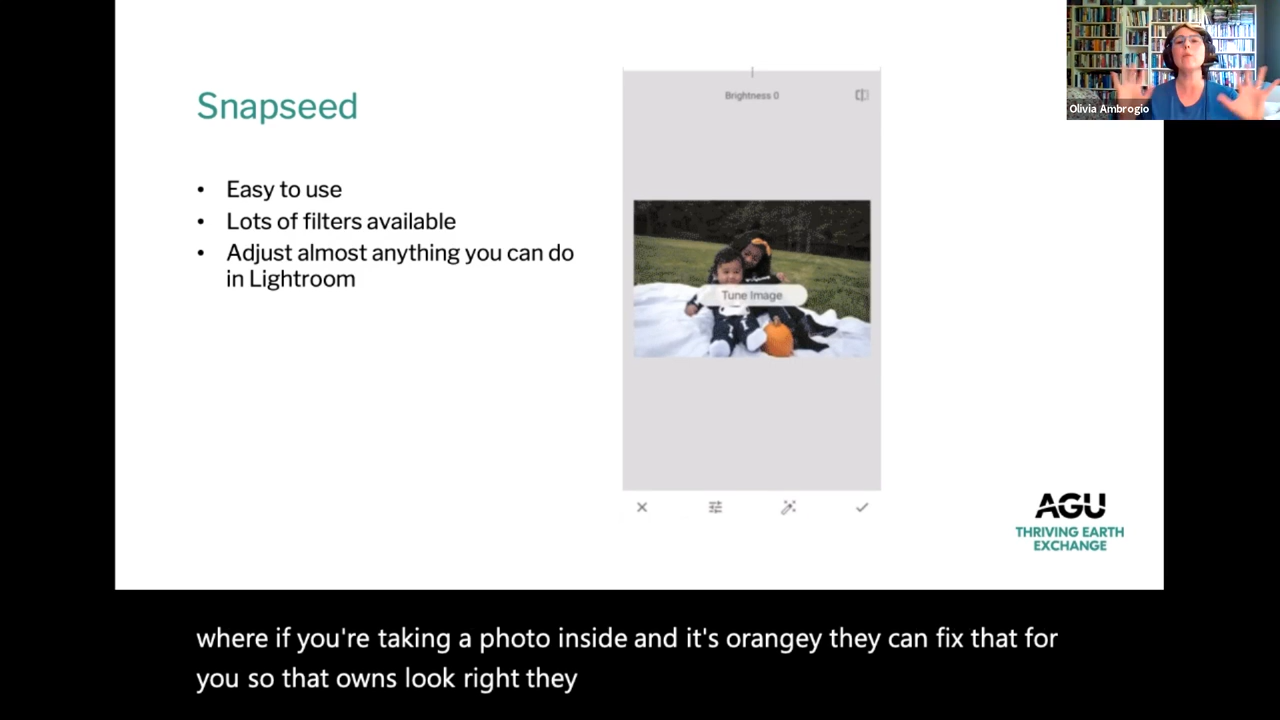 Snapseed
• Easy to use
• Lots of filters available
• Adjust almost anything you can do
in Lightroom
Brightness 0
Tune Image
Olivia Ambrogio
AGU
THRIVING EARTH
EXCHANGE
where if you're taking a photo inside and it's orangey they can fix that for
you so that owns look right they